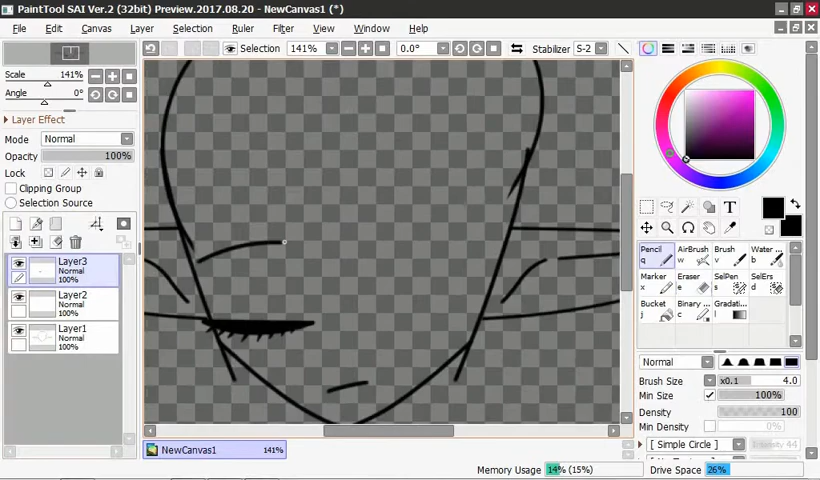 PaintTool SAI Ver.2 (32bit) Preview.2017.08.20 - NewCanvas1 (*)
File Edit Canvas Layer Selection Ruler Filter View Window Help
Selection 141% 0.0° Stabilizer S-2
Scale 141%
Angle 0°
Layer Effect
Mode Normal
Opacity 100%
Lock
Clipping Group
Selection Source
Layer3
Normal
100%
Layer2
Normal
100%
Layer1
Normal
100%
T
Pencil q
AirBrush w
Brush v
Water ..
b
Marker x
Eraser e
SelPen s
SelErs d
Bucket j
Binary ... c
Gradati... l
Normal
Brush Size x0.1 4.0
Min Size 100%
Density 100
Min Density 0%
[ Simple Circle ] Intensity 44
NewCanvas1 141%
Memory Usage 14% (15%) Drive Space 26%